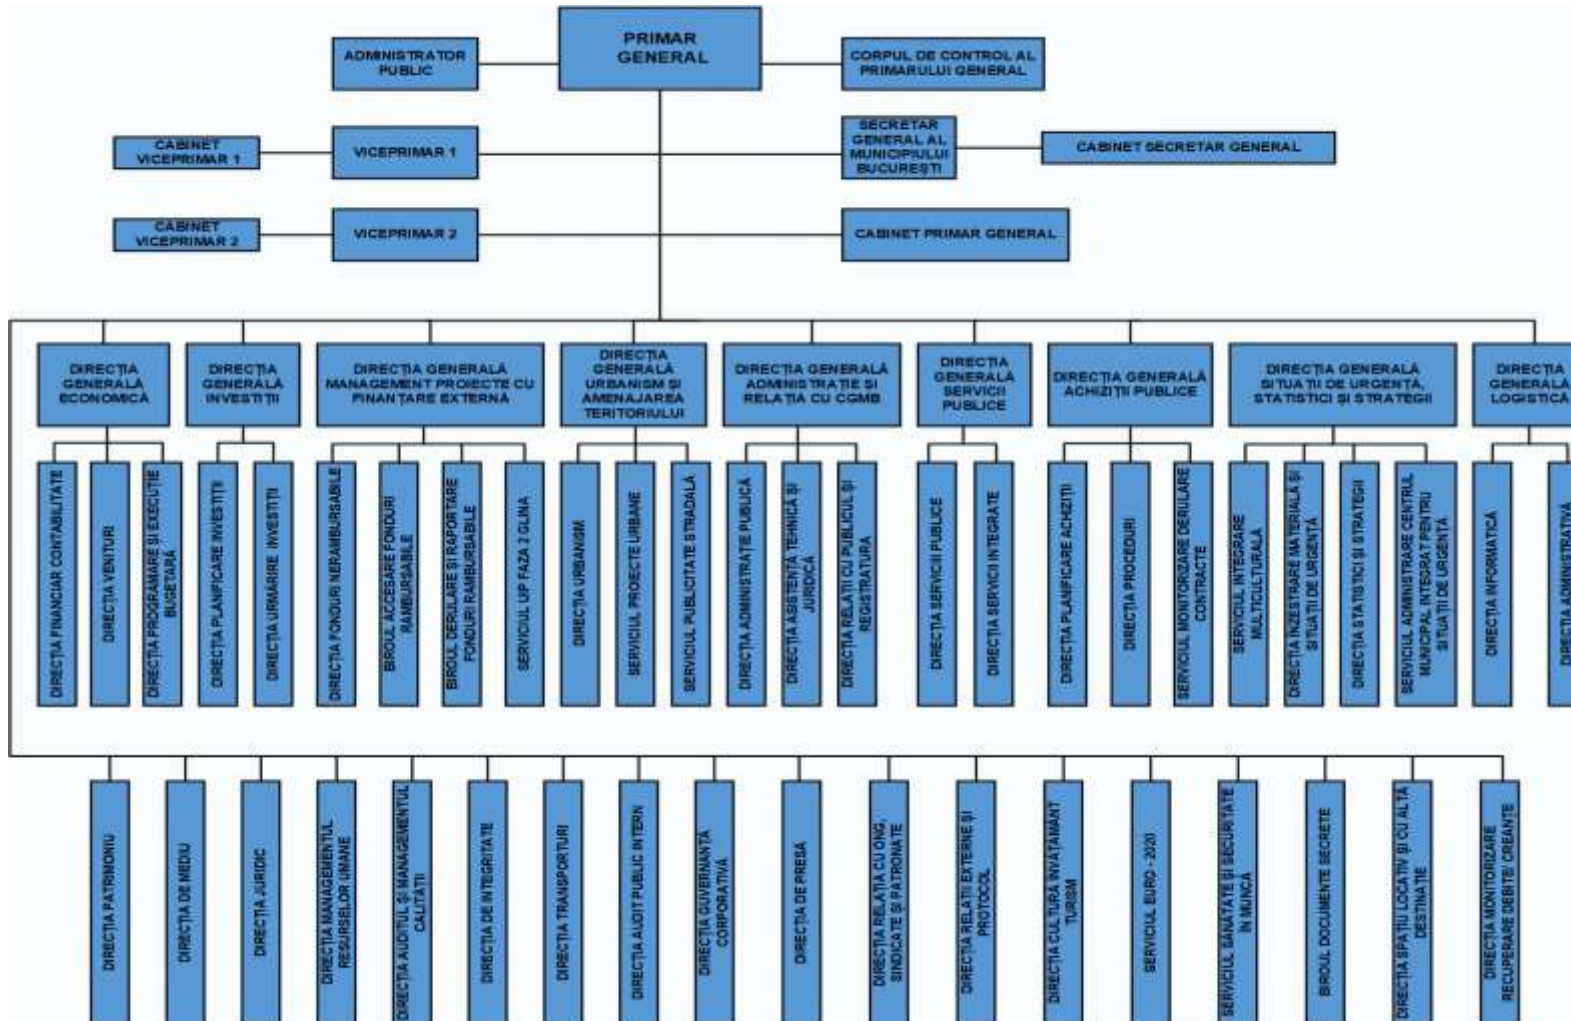 PRIMAR
GENERAL
ADMINISTRATOR
PUBLIC
CORPUL DE CONTROL AL
PRIMARULUI GENERAL
CABINET
VICEPRIMAR 1
VICEPRIMAR 1
SECRETAR
GENERAL AL
MUNICIPIULUI
BUCUREȘTI
CABINET SECRETAR GENERAL
CABINET
VICEPRIMAR 2
VICEPRIMAR 2
CABINET PRIMAR GENERAL
DIRECȚIA
GENERALĂ
ECONOMICĂ
DIRECȚIA
GENERALĂ
INVESTIȚII
DIRECȚIA GENERALĂ
MANAGEMENT PROIECTE CU
FINANȚARE EXTERNĂ
DIRECȚIA
GENERALĂ
URBANISM ȘI
AMENAJAREA
TERITORIULUI
DIRECȚIA GENERALĂ
ADMINISTRAȚIE ȘI
RELAȚIA CU CGMB
DIRECȚIA
GENERALĂ
SERVICII
PUBLICE
DIRECȚIA GENERALĂ
ACHIZIȚII PUBLICE
DIRECȚIA GENERALĂ
SITUAȚII DE URGENȚĂ,
STATISTICI ȘI STRATEGII
DIRECȚIA
GENERALĂ
LOGISTICĂ
DIRECȚIA FINANCIAR CONTABILITATE
DIRECȚIA VENITURI
DIRECȚIA PROGRAMARE ȘI EXECUȚIE
BUGETARĂ
DIRECȚIA PLANIFICARE INVESTIȚII
DIRECȚIA URMĂRIRE INVESTIȚII
DIRECȚIA FONDURI NERAMBURSABILE
BIROUL ACCESARE FONDURI
RAMBURSABILE
BIROUL DERULARE ȘI RAPORTARE
FONDURI RAMBURSABILE
SERVICIUL UIP FAZA 2 GLINA
DIRECȚIA URBANISM
SERVICIUL PROIECTE URBANE
SERVICIUL PUBLICITATE STRADALĂ
DIRECȚIA ADMINISTRAȚIE PUBLICĂ
DIRECȚIA ASISTENȚĂ TEHNICĂ ȘI
JURIDICĂ
DIRECȚIA RELAȚII CU PUBLICUL ȘI
REGISTRATURA
DIRECȚIA SERVICII PUBLICE
DIRECȚIA SERVICII INTEGRATE
DIRECȚIA PLANIFICARE ACHIZIȚII
DIRECȚIA PROCEDURI
SERVICIUL MONITORIZARE DERULARE
CONTRACTE
SERVICIUL INTEGRARE
MULTICULTURALĂ
DIRECȚIA ÎNZESTRARE MATERIALĂ ȘI
SITUAȚII DE URGENȚĂ
DIRECȚIA STATISTICI ȘI STRATEGII
SERVICIUL ADMINISTRARE CENTRUL
MUNICIPAL INTEGRAT PENTRU
SITUAȚII DE URGENȚĂ
DIRECȚIA INFORMATICĂ
DIRECȚIA ADMINISTRATIVĂ
DIRECȚIA PATRIMONIU
DIRECȚIA DE MEDIU
DIRECȚIA JURIDIC
DIRECȚIA MANAGEMENTUL
RESURSELOR UMANE
DIRECȚIA AUDITUL ȘI MANAGEMENTUL
CALITĂȚII
DIRECȚIA DE INTEGRITATE
DIRECȚIA TRANSPORTURI
DIRECȚIA AUDIT PUBLIC INTERN
DIRECȚIA GUVERNANȚĂ
CORPORATIVĂ
DIRECȚIA DE PRESĂ
DIRECȚIA RELAȚIA CU ONG,
SINDICATE ȘI PATRONATE
DIRECȚIA RELAȚII EXTERNE ȘI
PROTOCOL
DIRECȚIA CULTURĂ ÎNVĂȚĂMÂNT
TURISM
SERVICIUL EURO - 2020
SERVICIUL SĂNĂTATE ȘI SECURITATE
ÎN MUNCĂ
BIROUL DOCUMENTE SECRETE
DIRECȚIA SPAȚIU LOCATIV ȘI CU ALTĂ
DESTINAȚIE
DIRECȚIA MONITORIZARE
RECUPERARE DEBITE/ CREANȚE